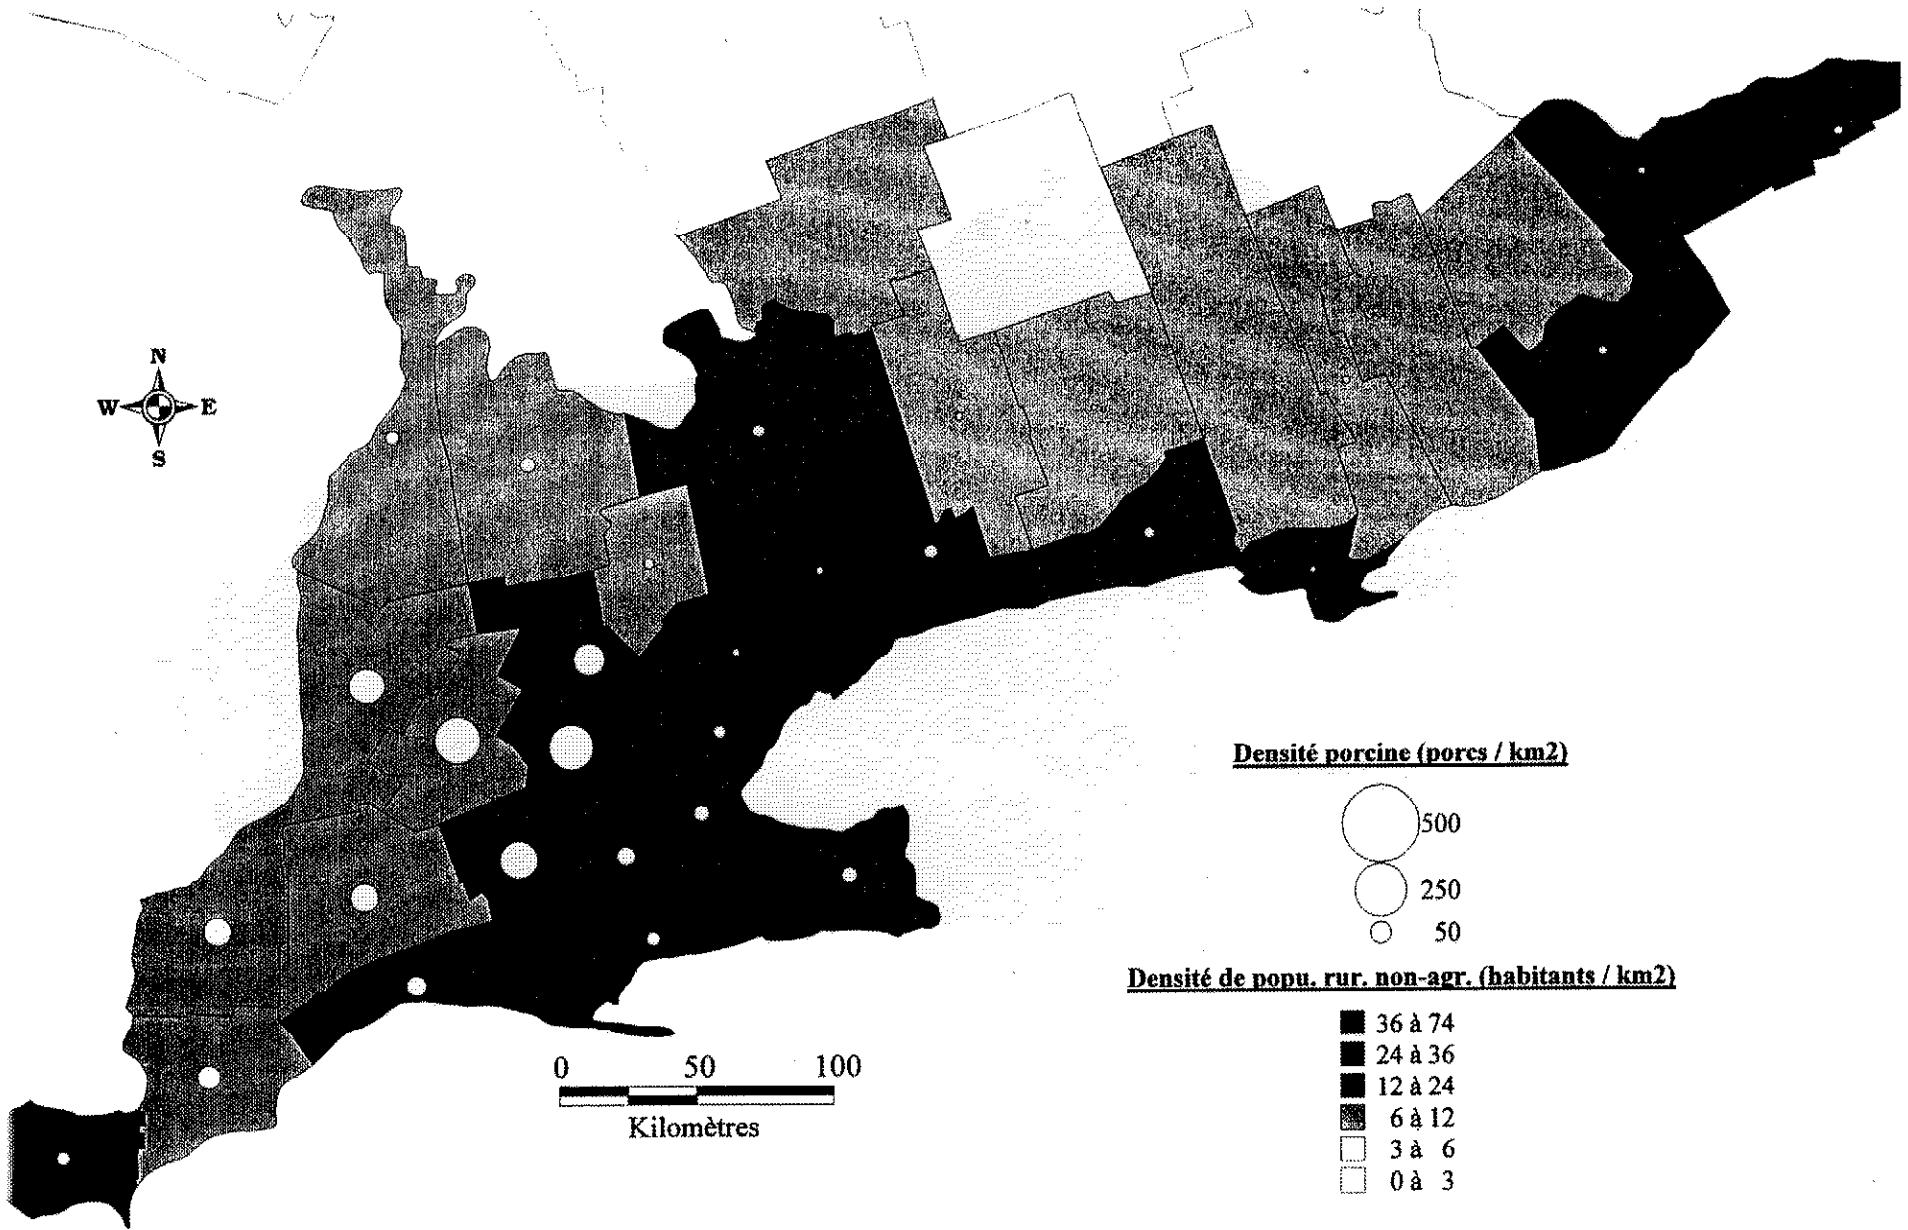 N
W E
S
Densité porcine (porcs / km2)
500
250
50
Densité de popu. rur. non-agr. (habitants / km2)
36 à 74
24 à 36
12 à 24
6 à 12
3 à 6
0 à 3
0 50 100
Kilomètres